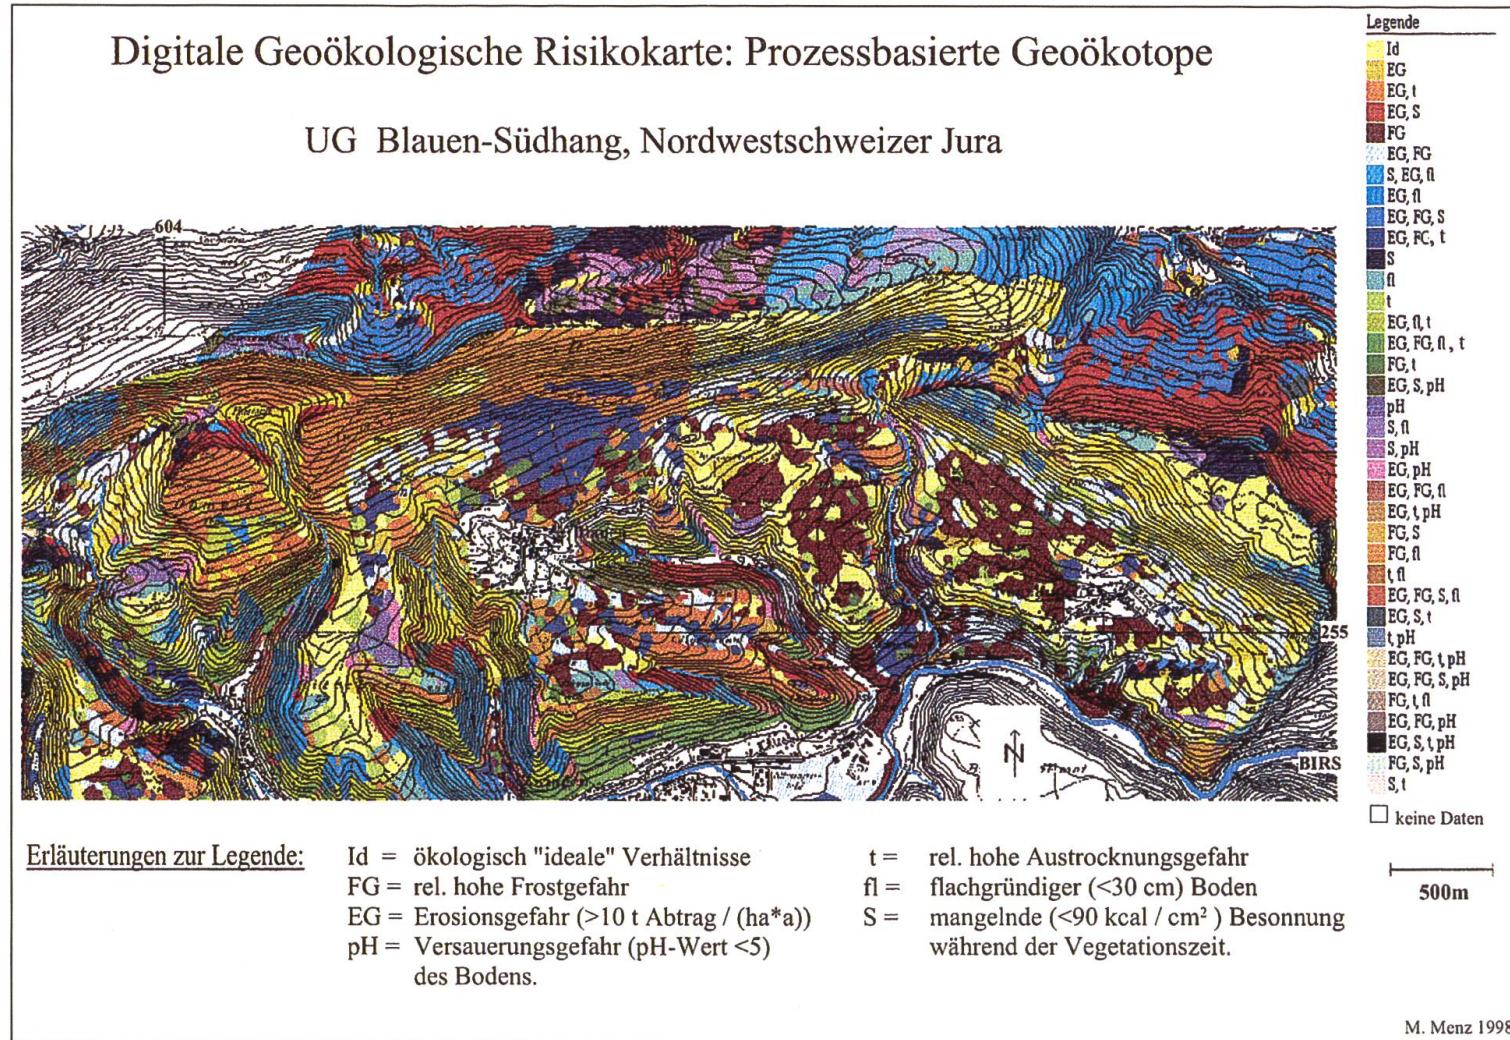 Digitale Geoökologische Risikokarte: Prozessbasierte Geoökotope
UG Blauen-Südhang, Nordwestschweizer Jura
Legende
Id
EG
EG, t
EG, S
FG
EG, FG
S, EG, fl
EG, fl
EG, FG, S
EG, FC, t
S
fl
t
EG, fl, t
EG, FG, fl, t
FG, t
EG, S, pH
pH
S, fl
S, pH
EG, pH
EG, FG, fl
EG, t, pH
FG, S
FG, fl
t, fl
EG, FG, S, fl
EG, S, t
t, pH
EG, FG, t, pH
EG, FG, S, pH
FG, t, fl
EG, FG, pH
EG, S, t, pH
FG, S, pH
S, t
keine Daten
500m
604
255
N
BIRS
Erläuterungen zur Legende:
Id = ökologisch "ideale" Verhältnisse
FG = rel. hohe Frostgefahr
EG = Erosionsgefahr (>10 t Abtrag / (ha*a))
pH = Versauerungsgefahr (pH-Wert <5)
des Bodens.
t = rel. hohe Austrocknungsgefahr
fl = flachgründiger (<30 cm) Boden
S = mangelnde (<90 kcal / cm² ) Besonnung
während der Vegetationszeit.
M. Menz 1998